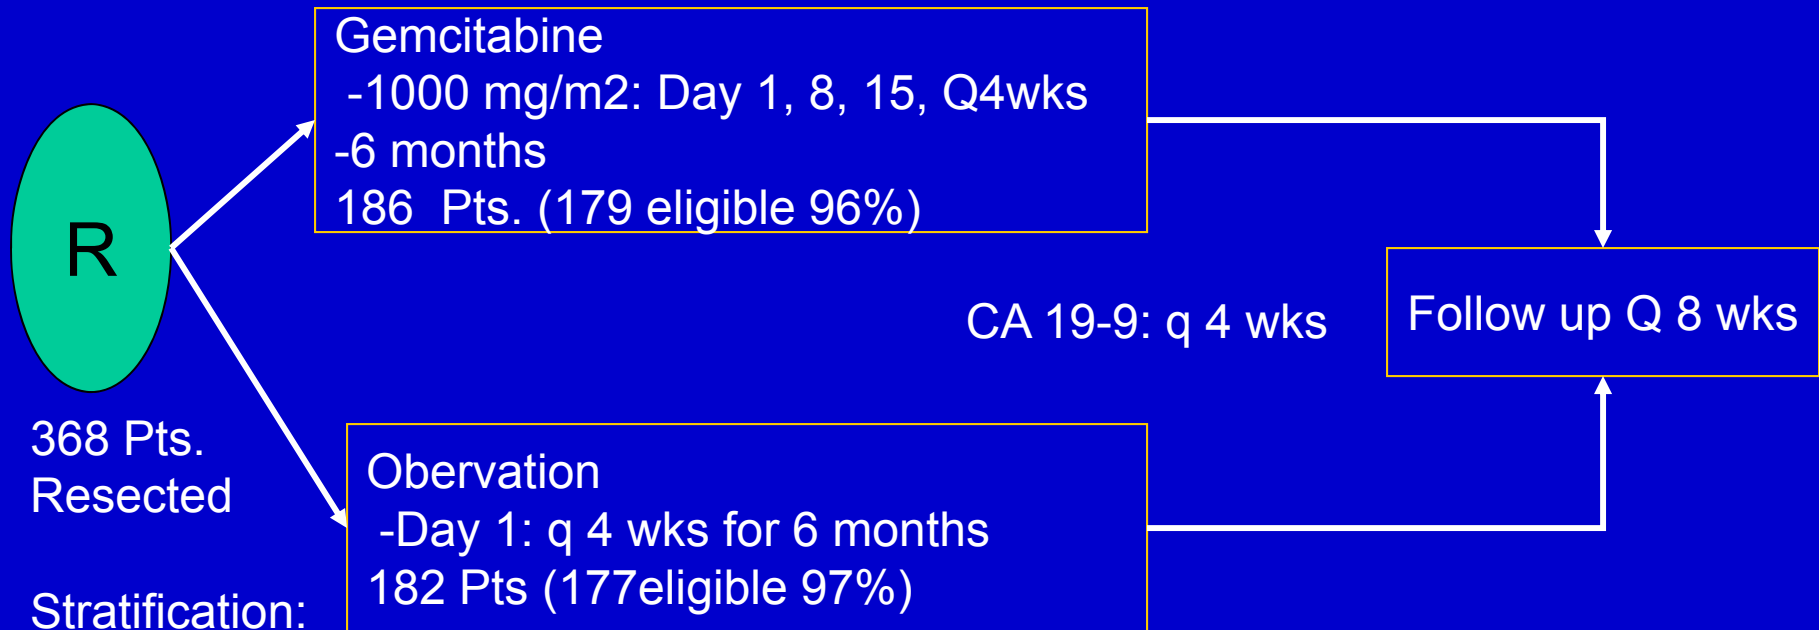 Gemcitabine
-1000 mg/m2: Day 1, 8, 15, Q4wks
-6 months
186 Pts. (179 eligible 96%)
R
CA 19-9: q 4 wks
Follow up Q 8 wks
368 Pts.
Resected
Obervation
-Day 1: q 4 wks for 6 months
182 Pts (177eligible 97%)
Stratification: